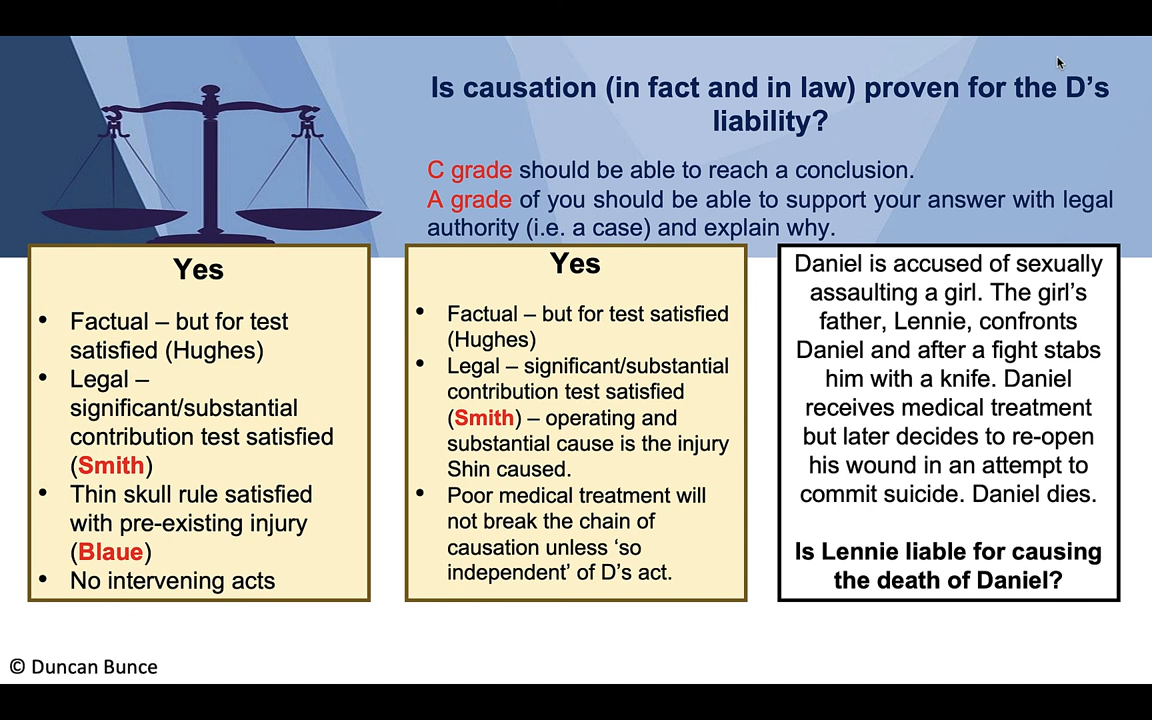 Is causation (in fact and in law) proven for the D’s
liability?
C grade should be able to reach a conclusion.
A grade of you should be able to support your answer with legal
authority (i.e. a case) and explain why.
Yes
• Factual – but for test
satisfied (Hughes)
• Legal –
significant/substantial
contribution test satisfied
(Smith)
• Thin skull rule satisfied
with pre-existing injury
(Blaue)
• No intervening acts
Yes
• Factual – but for test satisfied
(Hughes)
• Legal – significant/substantial
contribution test satisfied
(Smith) – operating and
substantial cause is the injury
Shin caused.
• Poor medical treatment will
not break the chain of
causation unless ‘so
independent’ of D’s act.
Daniel is accused of sexually
assaulting a girl. The girl’s
father, Lennie, confronts
Daniel and after a fight stabs
him with a knife. Daniel
receives medical treatment
but later decides to re-open
his wound in an attempt to
commit suicide. Daniel dies.
Is Lennie liable for causing
the death of Daniel?
© Duncan Bunce